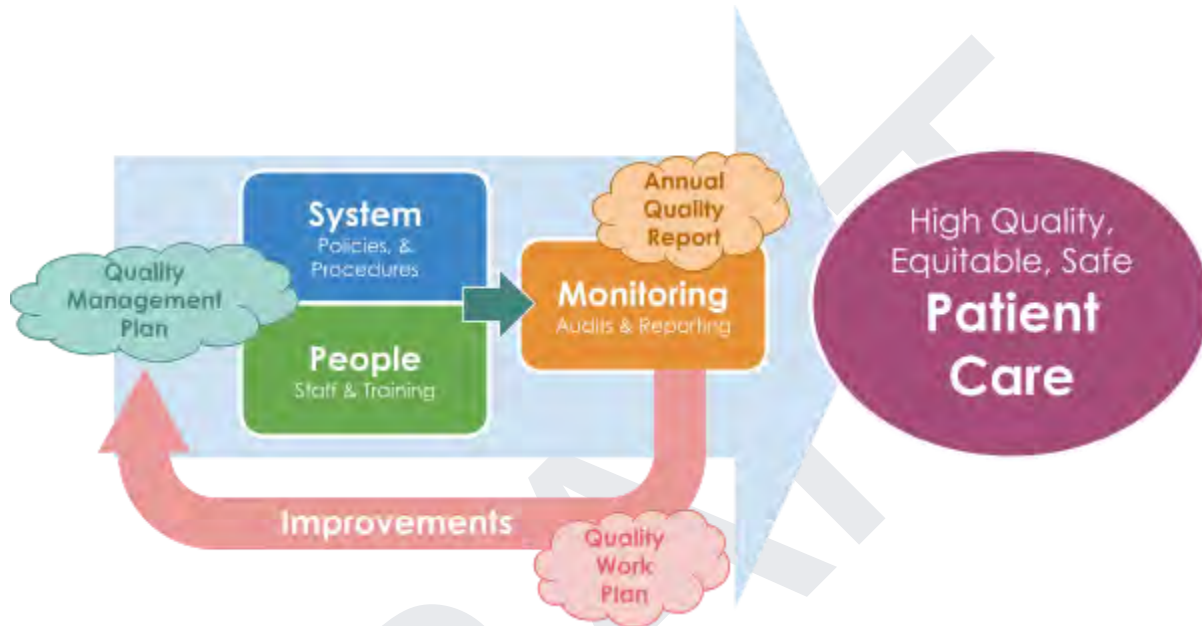 Quality
Management
Plan
System
Policies, &
Procedures
People
Staff & Training
Annual
Quality
Report
Monitoring
Audits & Reporting
High Quality,
Equitable, Safe
Patient
Care
Improvements
Quality
Work
Plan